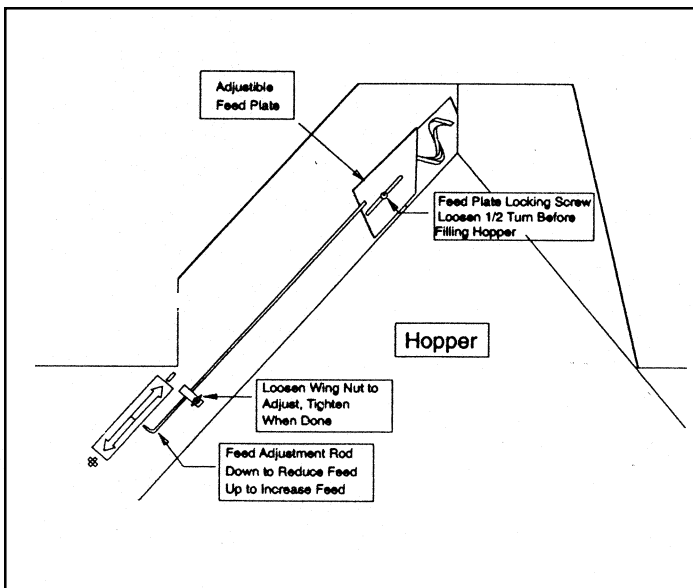 Adjustible
Feed Plate
Feed Plate Locking Screw
Loosen 1/2 Turn Before
Filling Hopper
Hopper
Loosen Wing Nut to
Adjust, Tighten
When Done
Feed Adjustment Rod
Down to Reduce Feed
Up to Increase Feed